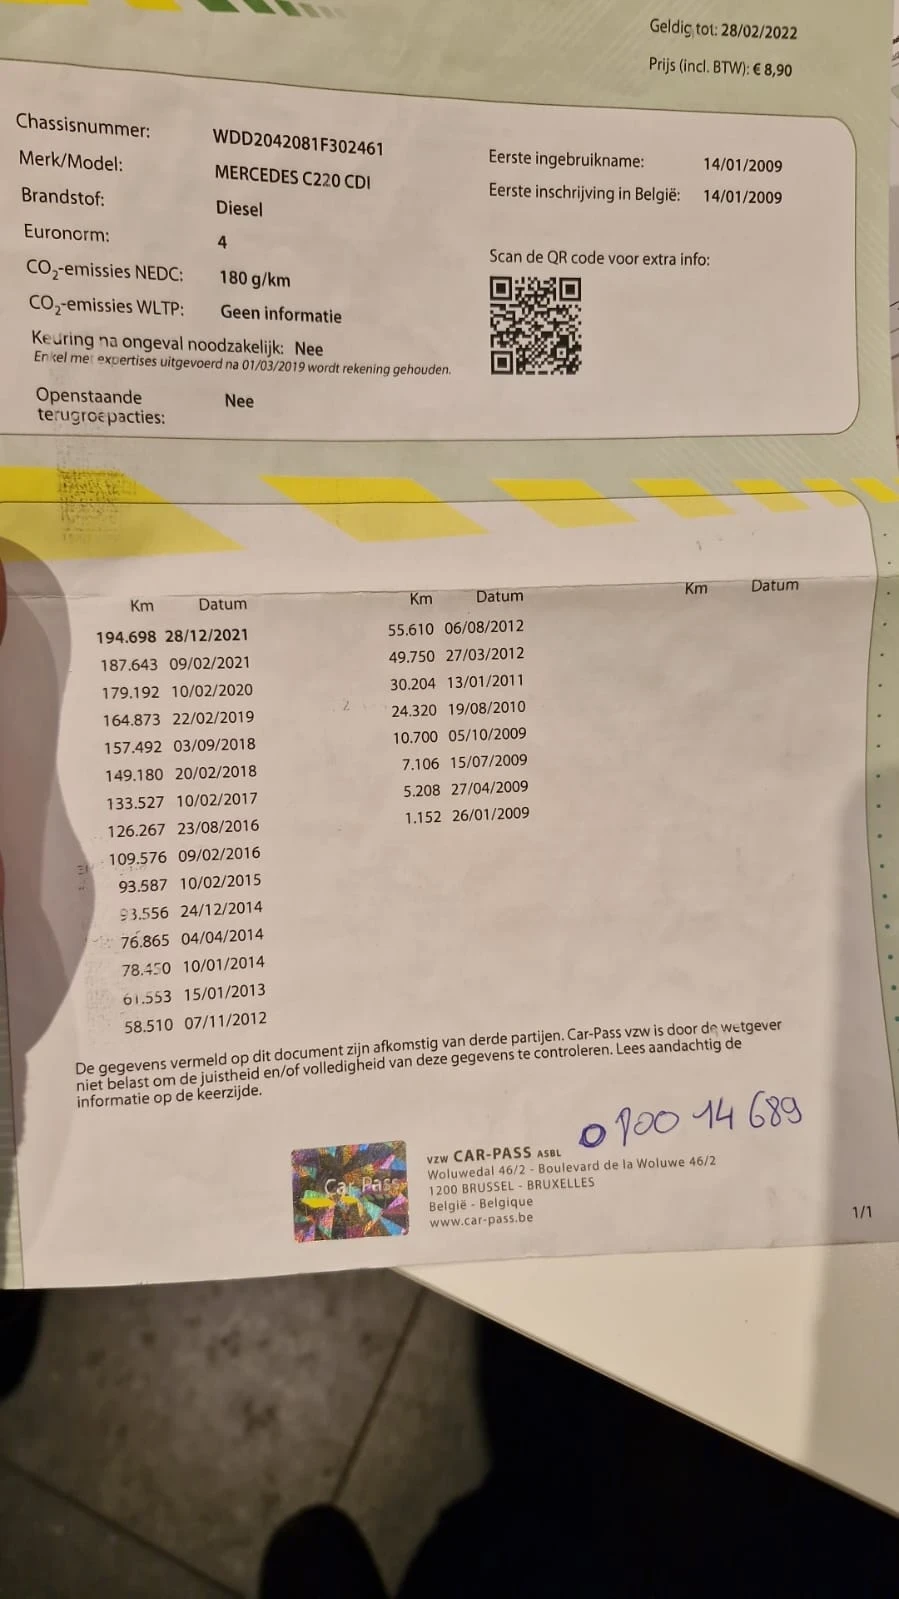 Geldig tot: 28/02/2022
Prijs (incl. BTW): € 8,90
Chassisnummer: WDD2042081F302461
Merk/Model: MERCEDES C220 CDI
Brandstof: Diesel
Euronorm: 4
CO₂-emissies NEDC: 180 g/km
CO₂-emissies WLTP: Geen informatie
Keuring na ongeval noodzakelijk: Nee
Enkel met expertises uitgevoerd na 01/03/2019 wordt rekening gehouden.
Openstaande
terugroepacties: Nee
Eerste ingebruikname: 14/01/2009
Eerste inschrijving in België: 14/01/2009
Scan de QR code voor extra info:
Km Datum
194.698 28/12/2021
187.643 09/02/2021
179.192 10/02/2020
164.873 22/02/2019
157.492 03/09/2018
149.180 20/02/2018
133.527 10/02/2017
126.267 23/08/2016
109.576 09/02/2016
93.587 10/02/2015
93.556 24/12/2014
76.865 04/04/2014
78.450 10/01/2014
61.553 15/01/2013
58.510 07/11/2012
Km Datum
55.610 06/08/2012
49.750 27/03/2012
30.204 13/01/2011
24.320 19/08/2010
10.700 05/10/2009
7.106 15/07/2009
5.208 27/04/2009
1.152 26/01/2009
Km Datum
De gegevens vermeld op dit document zijn afkomstig van derde partijen. Car-Pass vzw is door de wetgever
niet belast om de juistheid en/of volledigheid van deze gegevens te controleren. Lees aandachtig de
informatie op de keerzijde.
Car-Pass
vzw CAR-PASS ASBL
Woluwedal 46/2 - Boulevard de la Woluwe 46/2
1200 BRUSSEL - BRUXELLES
België - Belgique
www.car-pass.be
14 689
1/1